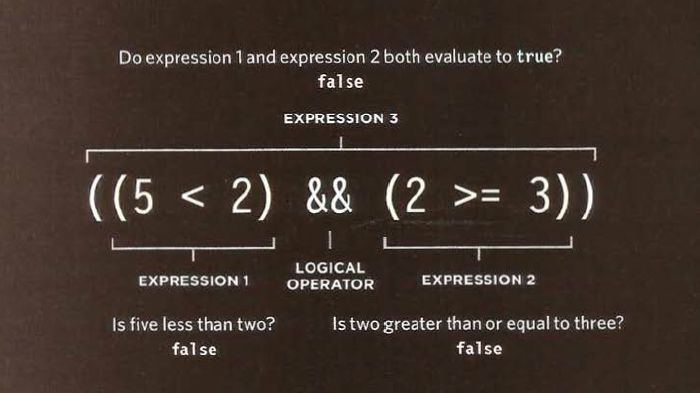 Do expression 1 and expression 2 both evaluate to true?
false
EXPRESSION 3
((5 < 2) && (2 >= 3))
EXPRESSION 1
LOGICAL
OPERATOR
EXPRESSION 2
Is five less than two?
false
Is two greater than or equal to three?
false